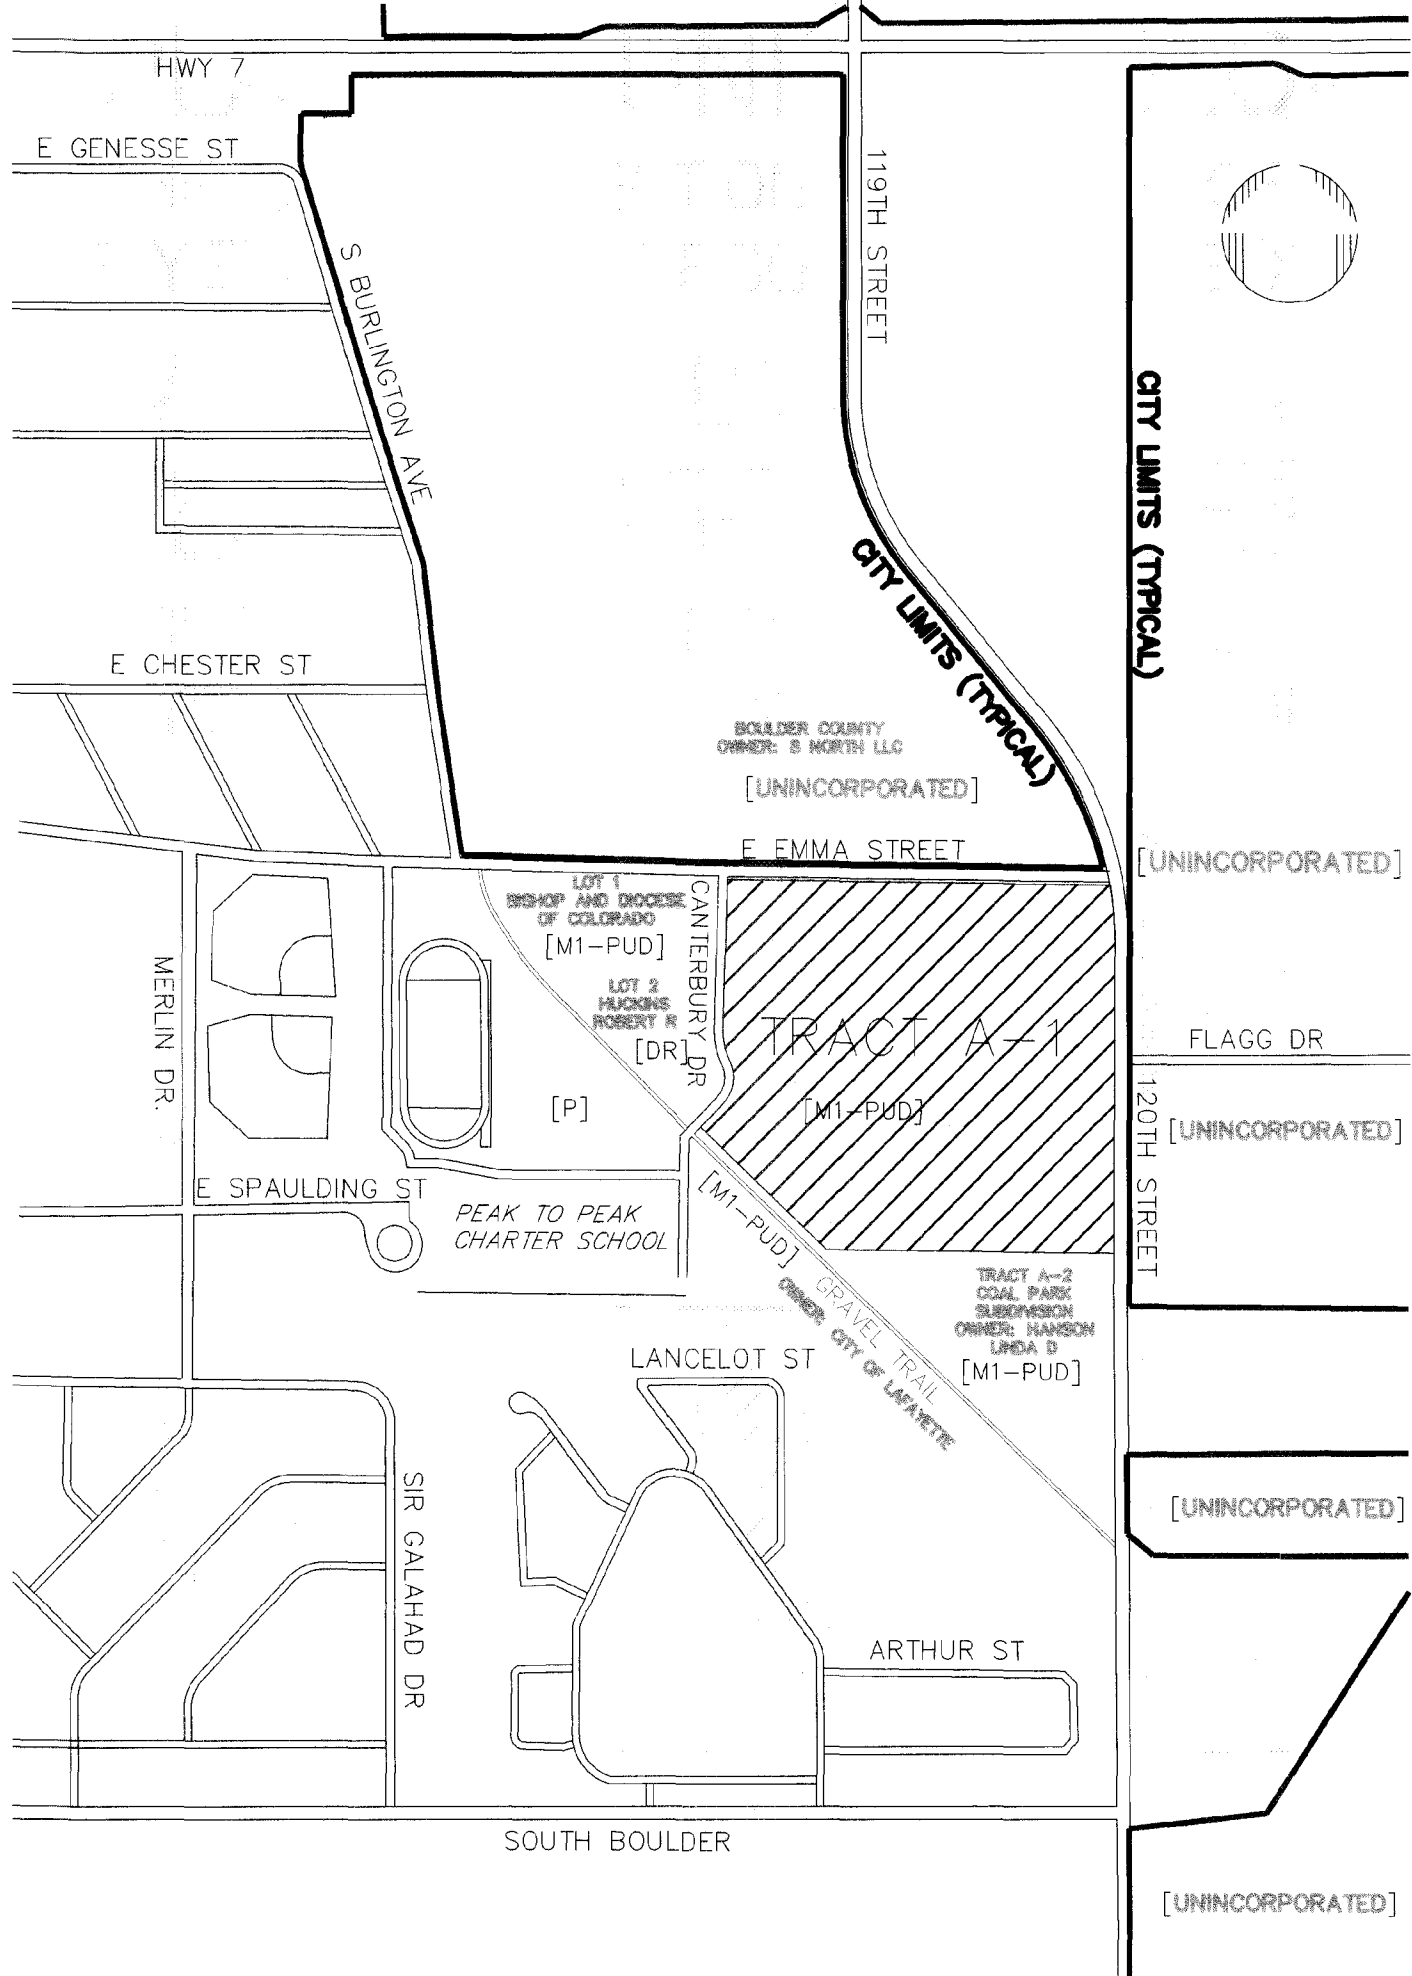 HWY 7
E GENESSE ST
119TH STREET
S BURLINGTON AVE
CITY LIMITS (TYPICAL)
CITY LIMITS (TYPICAL)
E CHESTER ST
BOULDER COUNTY
OWNER: S NORTH LLC
[UNINCORPORATED]
E EMMA STREET
[UNINCORPORATED]
LOT 1
BISHOP AND DIOCESE
OF COLORADO
[M1-PUD]
CANTERBURY DR
MERLIN DR.
LOT 2
HUCKINS
ROBERT R
[DR]
TRACT A-1
[M1-PUD]
FLAGG DR
[P]
120TH STREET
[UNINCORPORATED]
E SPAULDING ST
PEAK TO PEAK
CHARTER SCHOOL
[M1-PUD]
GRAVEL TRAIL
OWNER: CITY OF LAFAYETTE
TRACT A-2
COAL PARK
SUBDIVISION
OWNER: HANSON
LINDA D
[M1-PUD]
LANCELOT ST
SIR GALAHAD DR
[UNINCORPORATED]
ARTHUR ST
SOUTH BOULDER
[UNINCORPORATED]